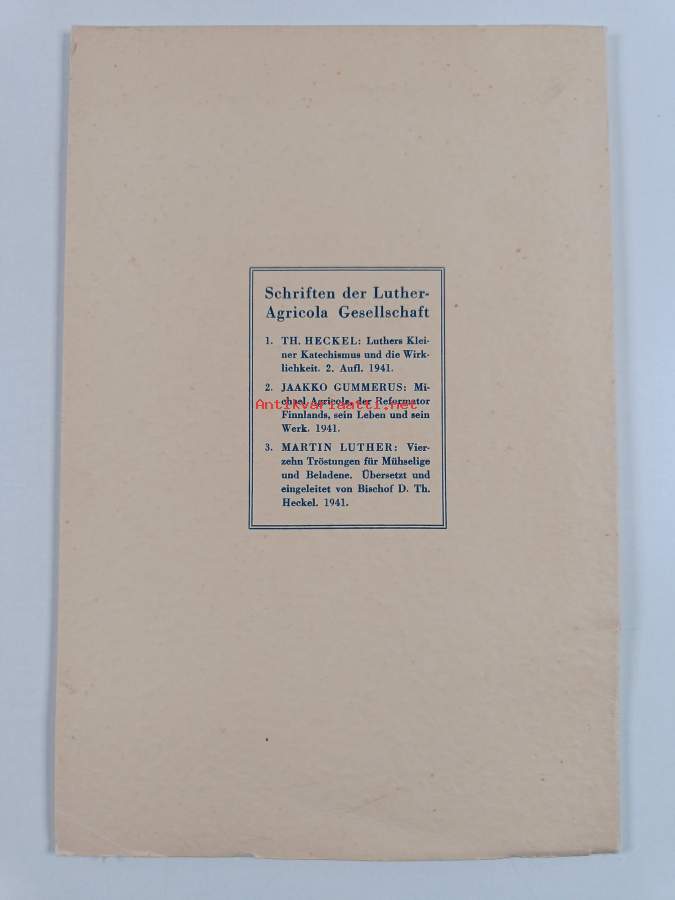 Schriften der Luther-
Agricola Gesellschaft
1. TH. HECKEL: Luthers Klei-
ner Katechismus und die Wirk-
lichkeit. 2. Aufl. 1941.
2. JAAKKO GUMMERUS: Mi-
chael Agricola, der Reformator
Antikvariaatti.net
Finnlands, sein Leben und sein
Werk. 1941.
3. MARTIN LUTHER: Vier-
zehn Tröstungen für Mühselige
und Beladene. Übersetzt und
eingeleitet von Bischof D. Th.
Heckel. 1941.